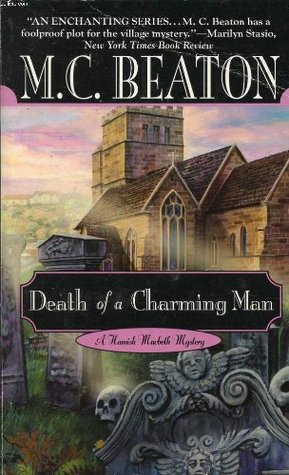 "AN ENCHANTING SERIES...M. C. Beaton has a
foolproof plot for the village mystery."—Marilyn Stasio,
New York Times Book Review
M.C. BEATON
Death of a Charming Man
A Hamish Macbeth Mystery